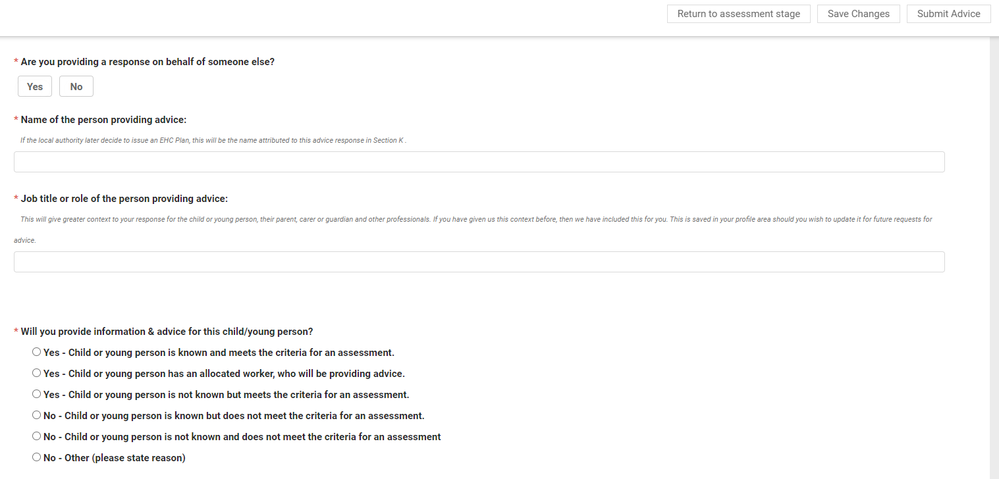 Return to assessment stage
Save Changes
Submit Advice
* Are you providing a response on behalf of someone else?
Yes
No
* Name of the person providing advice:
If the local authority later decide to issue an EHC Plan, this will be the name attributed to this advice response in Section K .
* Job title or role of the person providing advice:
This will give greater context to your response for the child or young person, their parent, carer or guardian and other professionals. If you have given us this context before, then we have included this for you. This is saved in your profile area should you wish to update it for future requests for
advice.
* Will you provide information & advice for this child/young person?
Yes - Child or young person is known and meets the criteria for an assessment.
Yes - Child or young person has an allocated worker, who will be providing advice.
Yes - Child or young person is not known but meets the criteria for an assessment.
No - Child or young person is known but does not meet the criteria for an assessment.
No - Child or young person is not known and does not meet the criteria for an assessment
No - Other (please state reason)